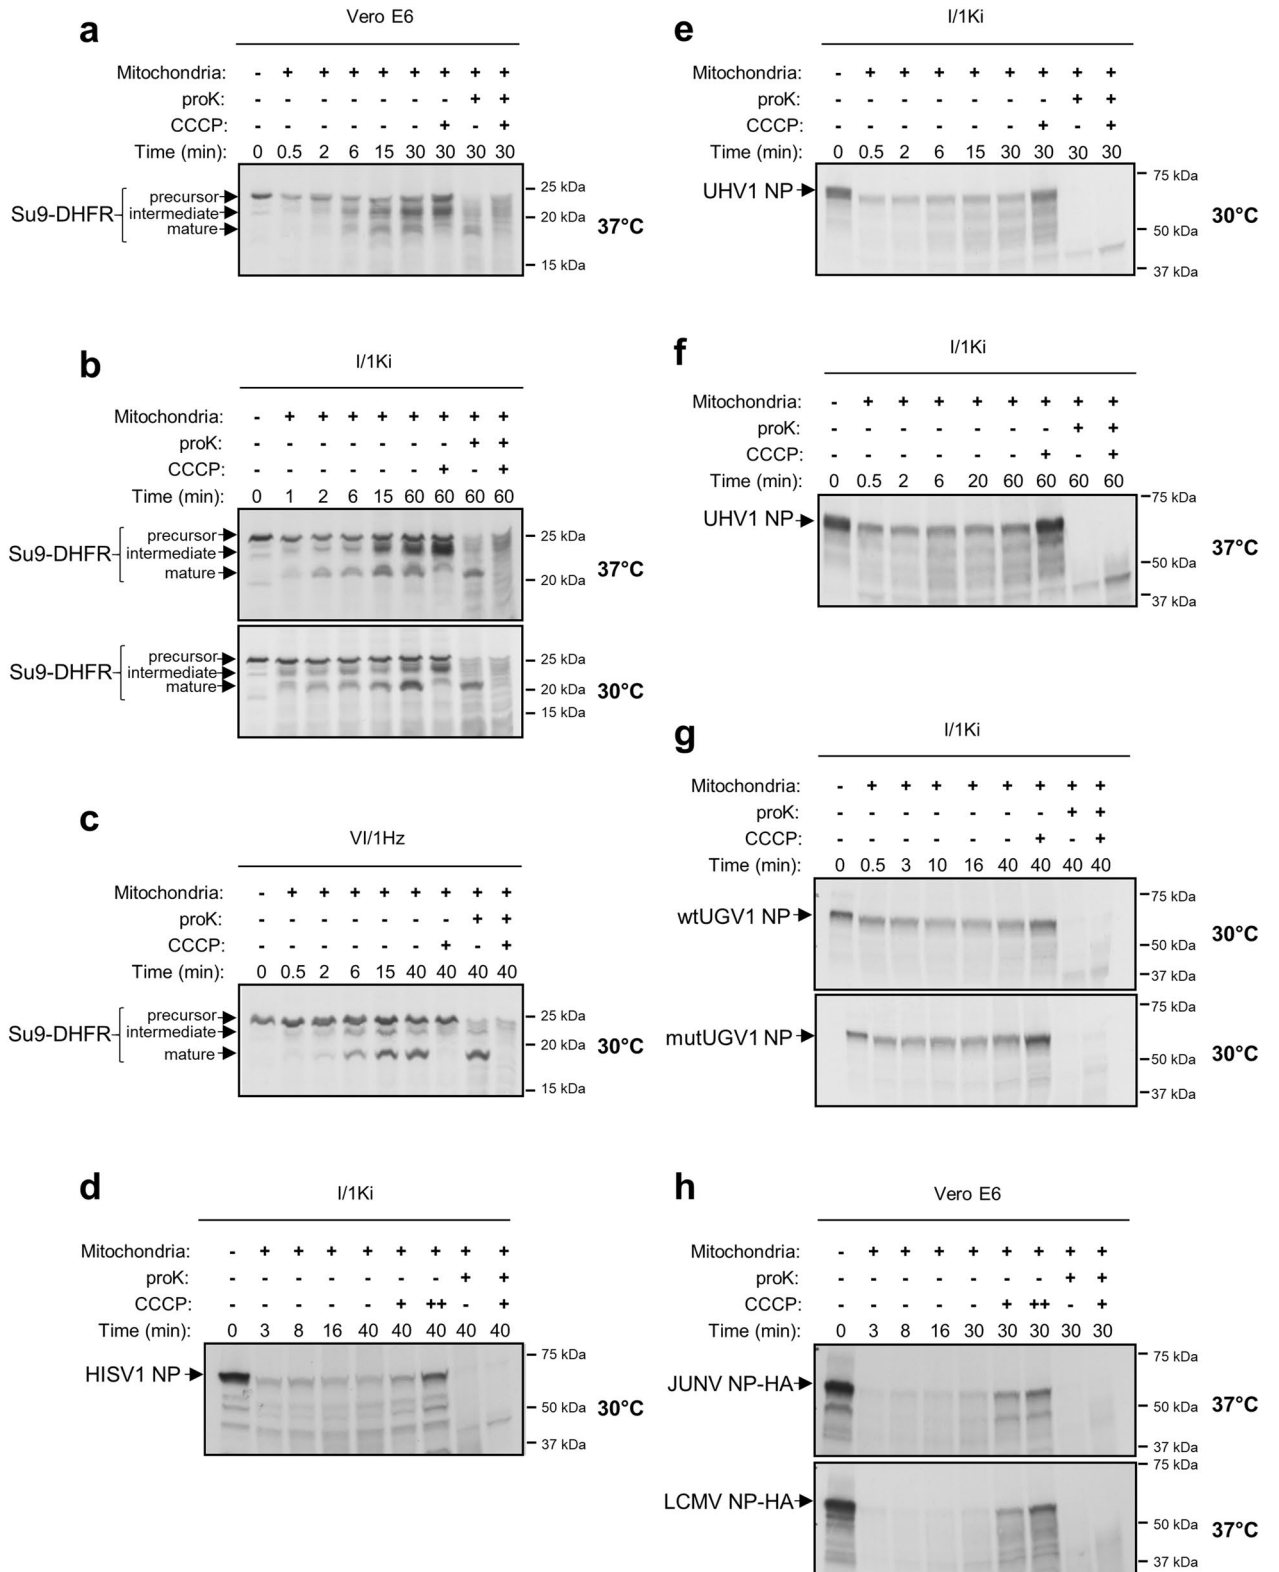 a
Vero E6
Mitochondria: - + + + + + + + +
proK: - - - - - - - + +
CCCP: - - - - - - + - +
Time (min): 0 0.5 2 6 15 30 30 30 30
Su9-DHFR
precursor
intermediate
mature
25 kDa
20 kDa
15 kDa
37°C
b
I/1Ki
Mitochondria: - + + + + + + + +
proK: - - - - - - - + +
CCCP: - - - - - - + - +
Time (min): 0 1 2 6 15 60 60 60 60
Su9-DHFR
precursor
intermediate
mature
25 kDa
20 kDa
37°C
Su9-DHFR
precursor
intermediate
mature
25 kDa
20 kDa
15 kDa
30°C
c
VI/1Hz
Mitochondria: - + + + + + + + +
proK: - - - - - - - + +
CCCP: - - - - - - + - +
Time (min): 0 0.5 2 6 15 40 40 40 40
Su9-DHFR
precursor
intermediate
mature
25 kDa
20 kDa
15 kDa
30°C
d
I/1Ki
Mitochondria: - + + + + + + + +
proK: - - - - - - - + +
CCCP: - - - - - + ++ - +
Time (min): 0 3 8 16 40 40 40 40 40
HISV1 NP
75 kDa
50 kDa
37 kDa
30°C
e
I/1Ki
Mitochondria: - + + + + + + + +
proK: - - - - - - - + +
CCCP: - - - - - - + - +
Time (min): 0 0.5 2 6 15 30 30 30 30
UHV1 NP
75 kDa
50 kDa
37 kDa
30°C
f
I/1Ki
Mitochondria: - + + + + + + + +
proK: - - - - - - - + +
CCCP: - - - - - - + - +
Time (min): 0 0.5 2 6 20 60 60 60 60
UHV1 NP
75 kDa
50 kDa
37 kDa
37°C
g
I/1Ki
Mitochondria: - + + + + + + + +
proK: - - - - - - - + +
CCCP: - - - - - - + - +
Time (min): 0 0.5 3 10 16 40 40 40 40
wtUGV1 NP
75 kDa
50 kDa
37 kDa
30°C
mutUGV1 NP
75 kDa
50 kDa
37 kDa
30°C
h
Vero E6
Mitochondria: - + + + + + + + +
proK: - - - - - - - + +
CCCP: - - - - - + ++ - +
Time (min): 0 3 8 16 30 30 30 30 30
JUNV NP-HA
75 kDa
50 kDa
37 kDa
37°C
LCMV NP-HA
75 kDa
50 kDa
37 kDa
37°C